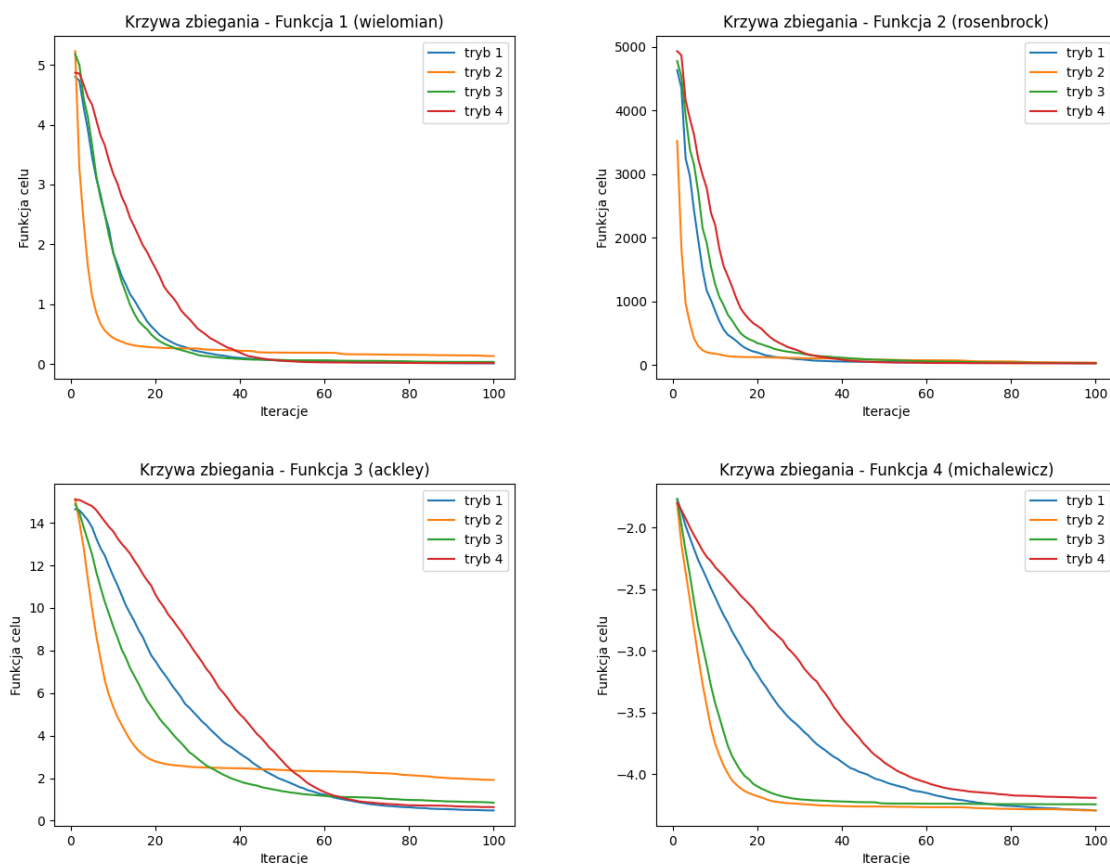 Krzywa zbiegania - Funkcja 1 (wielomian)
Funkcja celu
5
4
3
2
1
0
tryb 1
tryb 2
tryb 3
tryb 4
0 20 40 60 80 100
Iteracje
Krzywa zbiegania - Funkcja 2 (rosenbrock)
Funkcja celu
5000
4000
3000
2000
1000
0
tryb 1
tryb 2
tryb 3
tryb 4
0 20 40 60 80 100
Iteracje
Krzywa zbiegania - Funkcja 3 (ackley)
Funkcja celu
14
12
10
8
6
4
2
0
tryb 1
tryb 2
tryb 3
tryb 4
0 20 40 60 80 100
Iteracje
Krzywa zbiegania - Funkcja 4 (michalewicz)
Funkcja celu
−2.0
−2.5
−3.0
−3.5
−4.0
tryb 1
tryb 2
tryb 3
tryb 4
0 20 40 60 80 100
Iteracje